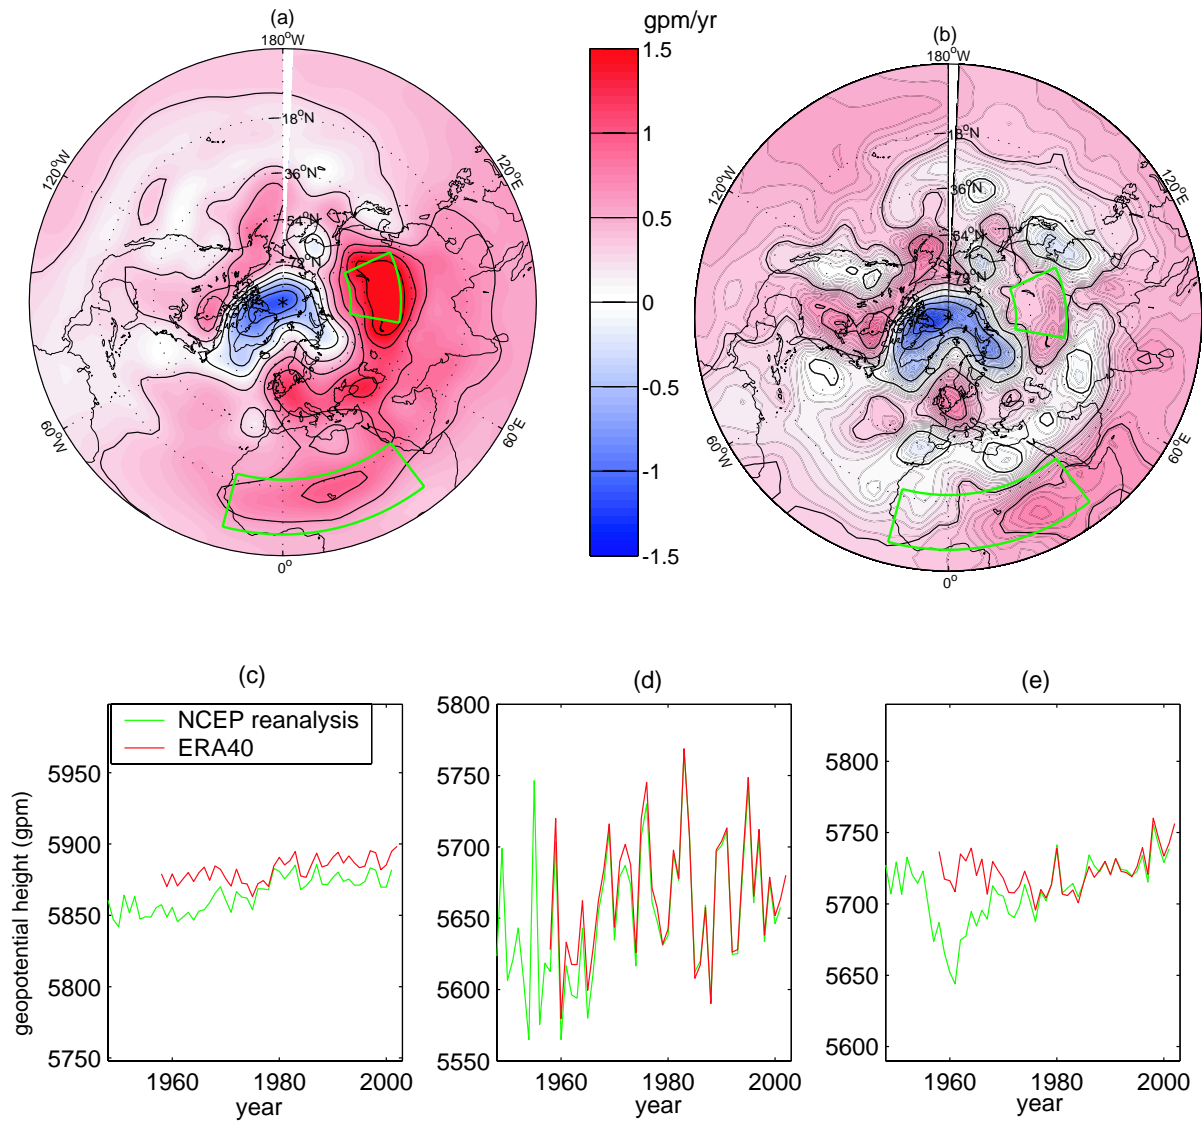 (a)
180°W
18°N
36°N
54°N
72°N
120°W
120°E
60°W
60°E
0°
gpm/yr
1.5
1
0.5
0
-0.5
-1
-1.5
(b)
180°W
18°N
36°N
54°N
72°N
120°W
120°E
60°W
60°E
0°
(c)
NCEP reanalysis
ERA40
geopotential height (gpm)
5950
5900
5850
5800
5750
1960 1980 2000
year
(d)
5800
5750
5700
5650
5600
5550
1960 1980 2000
year
(e)
5800
5750
5700
5650
5600
1960 1980 2000
year